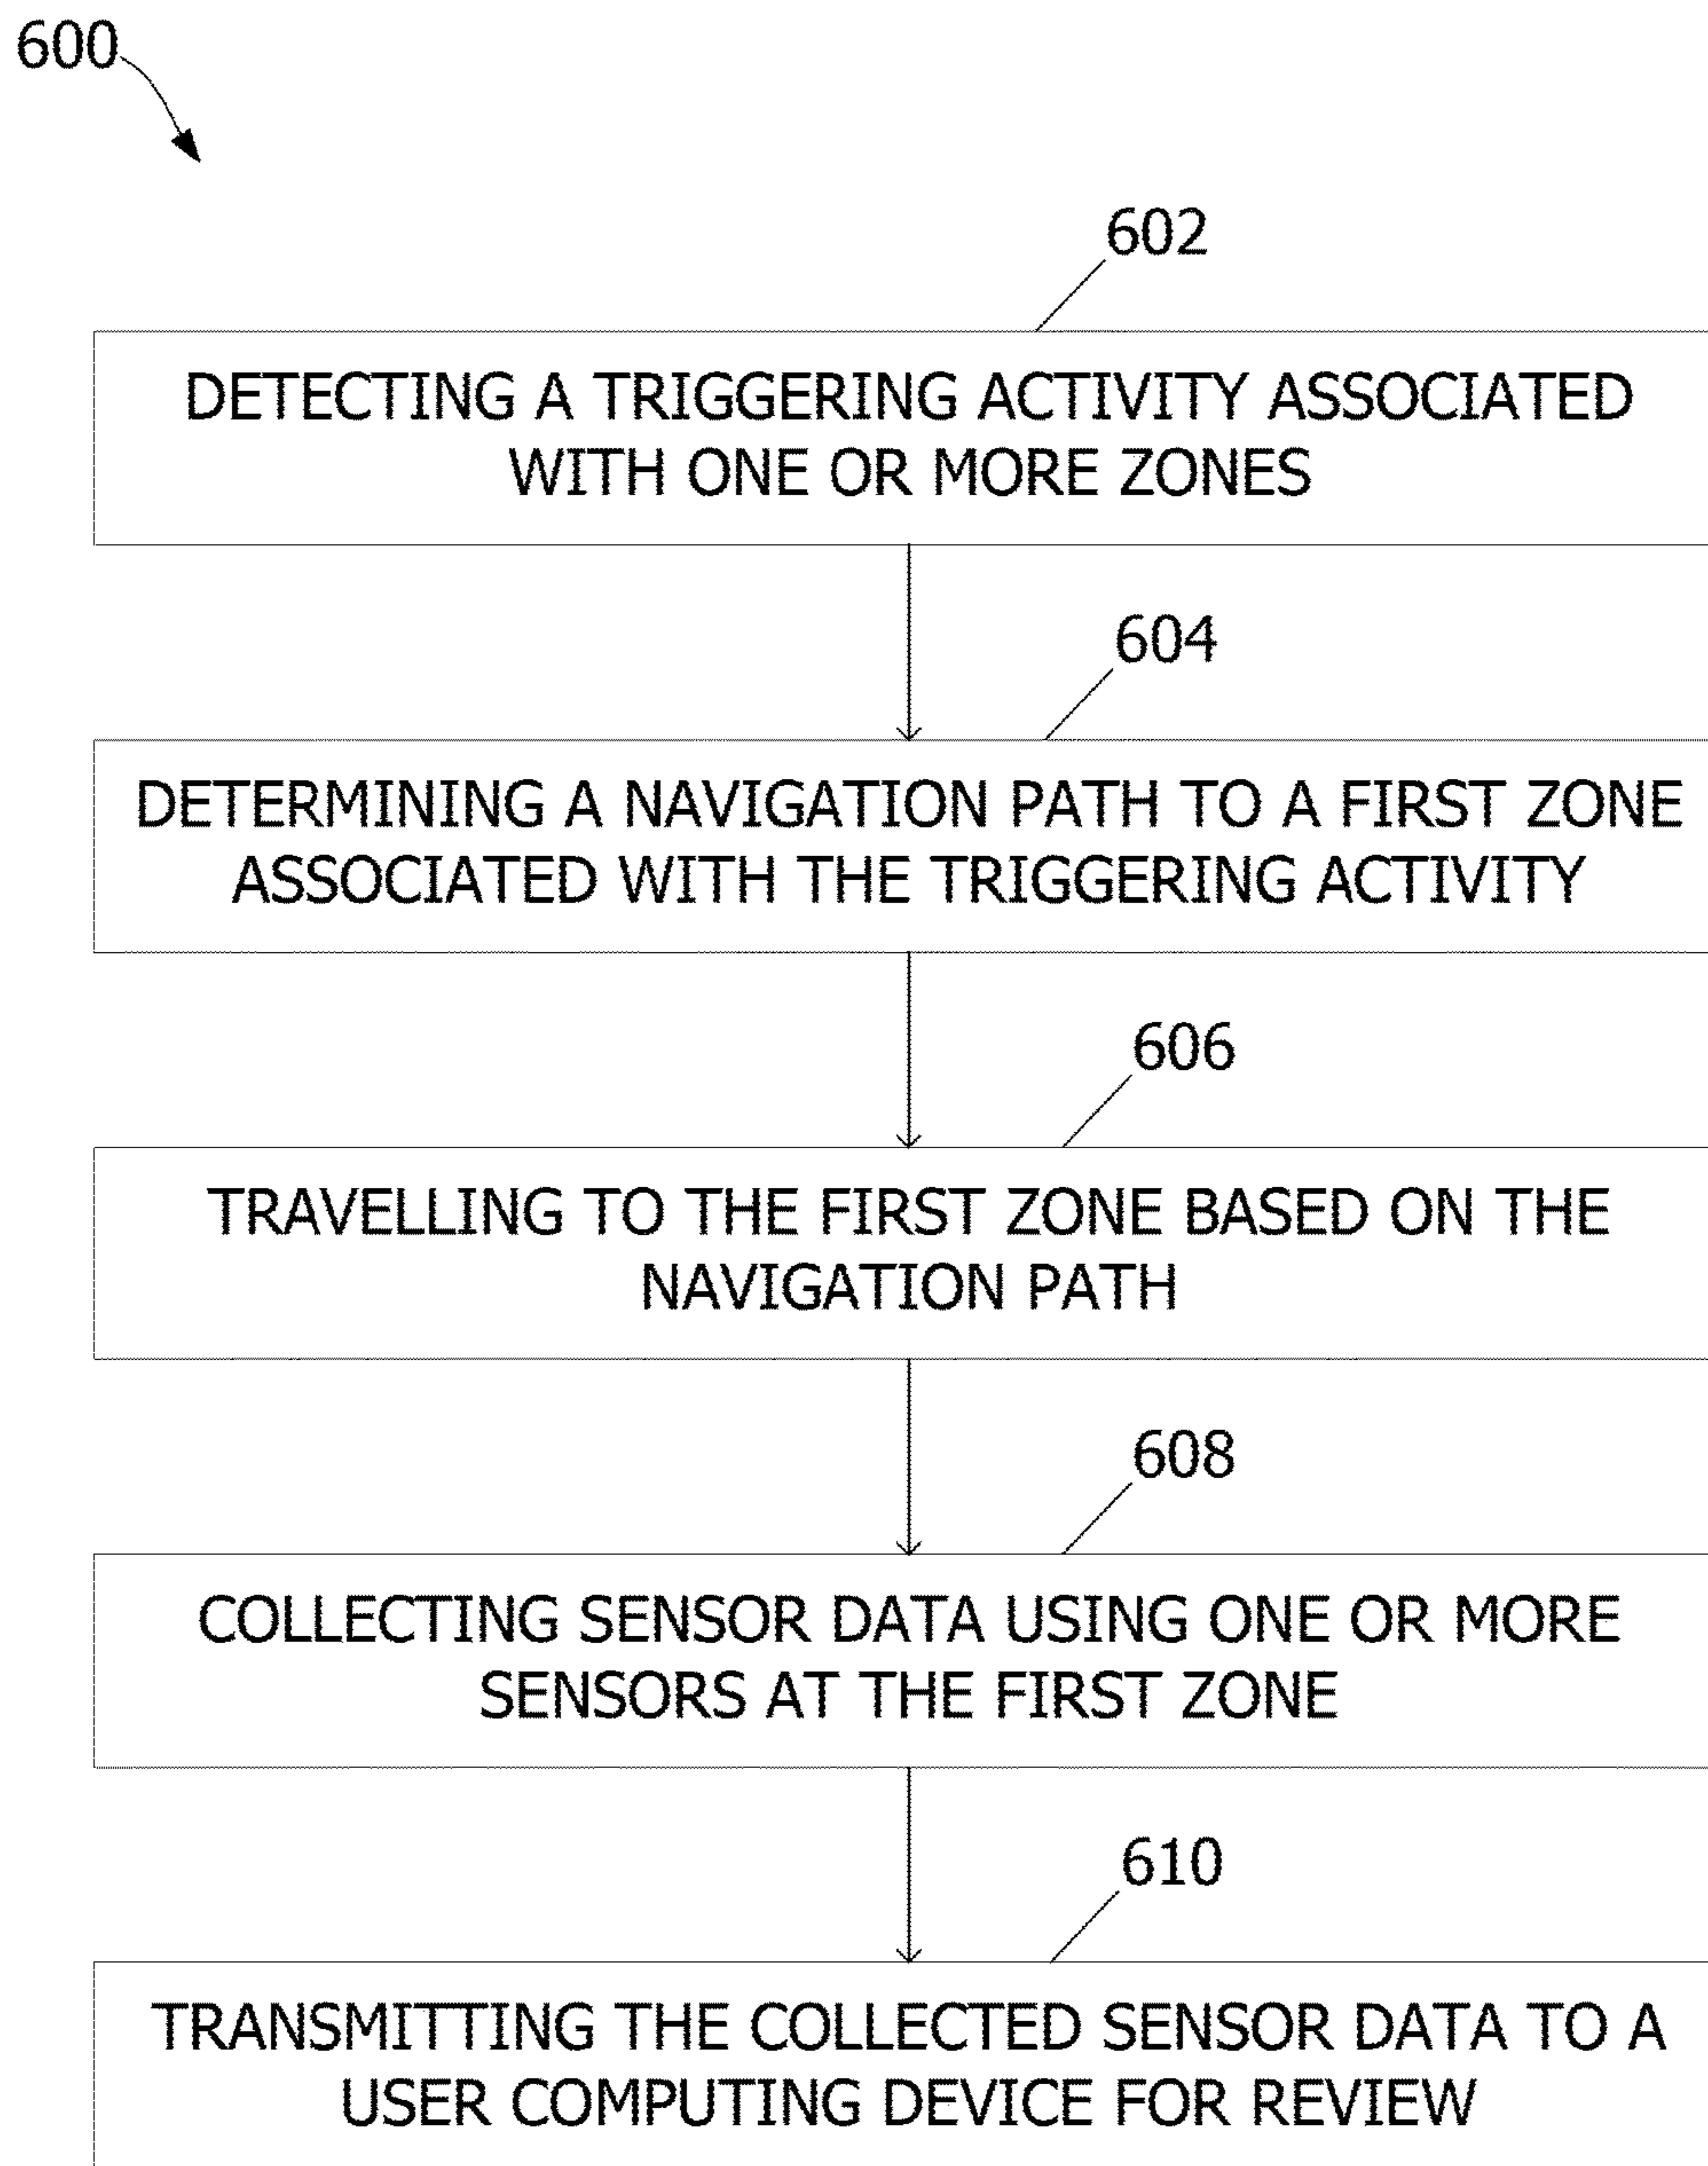 600
602
DETECTING A TRIGGERING ACTIVITY ASSOCIATED
WITH ONE OR MORE ZONES
604
DETERMINING A NAVIGATION PATH TO A FIRST ZONE
ASSOCIATED WITH THE TRIGGERING ACTIVITY
606
TRAVELLING TO THE FIRST ZONE BASED ON THE
NAVIGATION PATH
608
COLLECTING SENSOR DATA USING ONE OR MORE
SENSORS AT THE FIRST ZONE
610
TRANSMITTING THE COLLECTED SENSOR DATA TO A
USER COMPUTING DEVICE FOR REVIEW